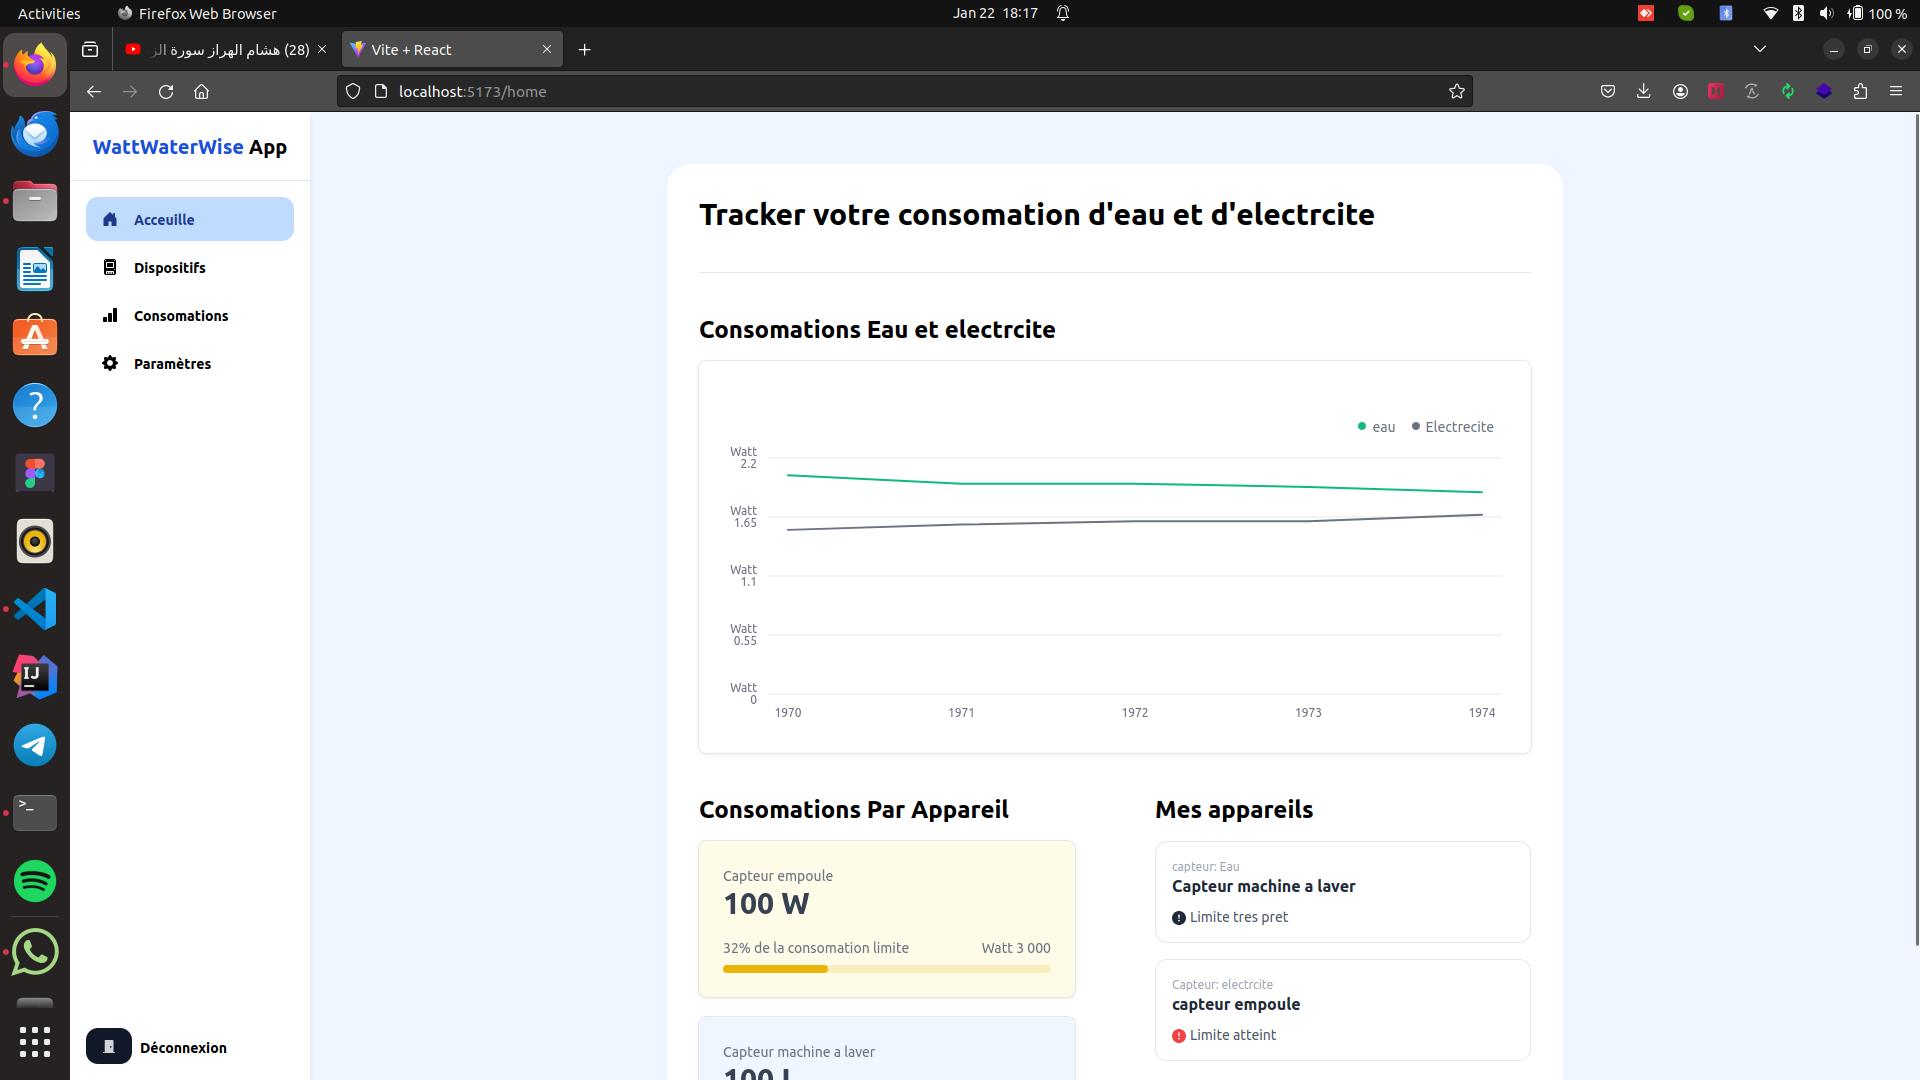 Activities
Firefox Web Browser
Jan 22 18:17
100 %
(28) هشام الهراز سورة الز
Vite + React
localhost:5173/home
WattWaterWise App
Acceuille
Dispositifs
Consomations
Paramètres
Déconnexion
Tracker votre consomation d'eau et d'electrcite
Consomations Eau et electrcite
eau
Electrecite
Watt
2.2
Watt
1.65
Watt
1.1
Watt
0.55
Watt
0
1970
1971
1972
1973
1974
Consomations Par Appareil
Capteur empoule
100 W
32% de la consomation limite
Watt 3 000
Capteur machine a laver
100 L
Mes appareils
capteur: Eau
Capteur machine a laver
Limite tres pret
Capteur: electrcite
capteur empoule
Limite atteint